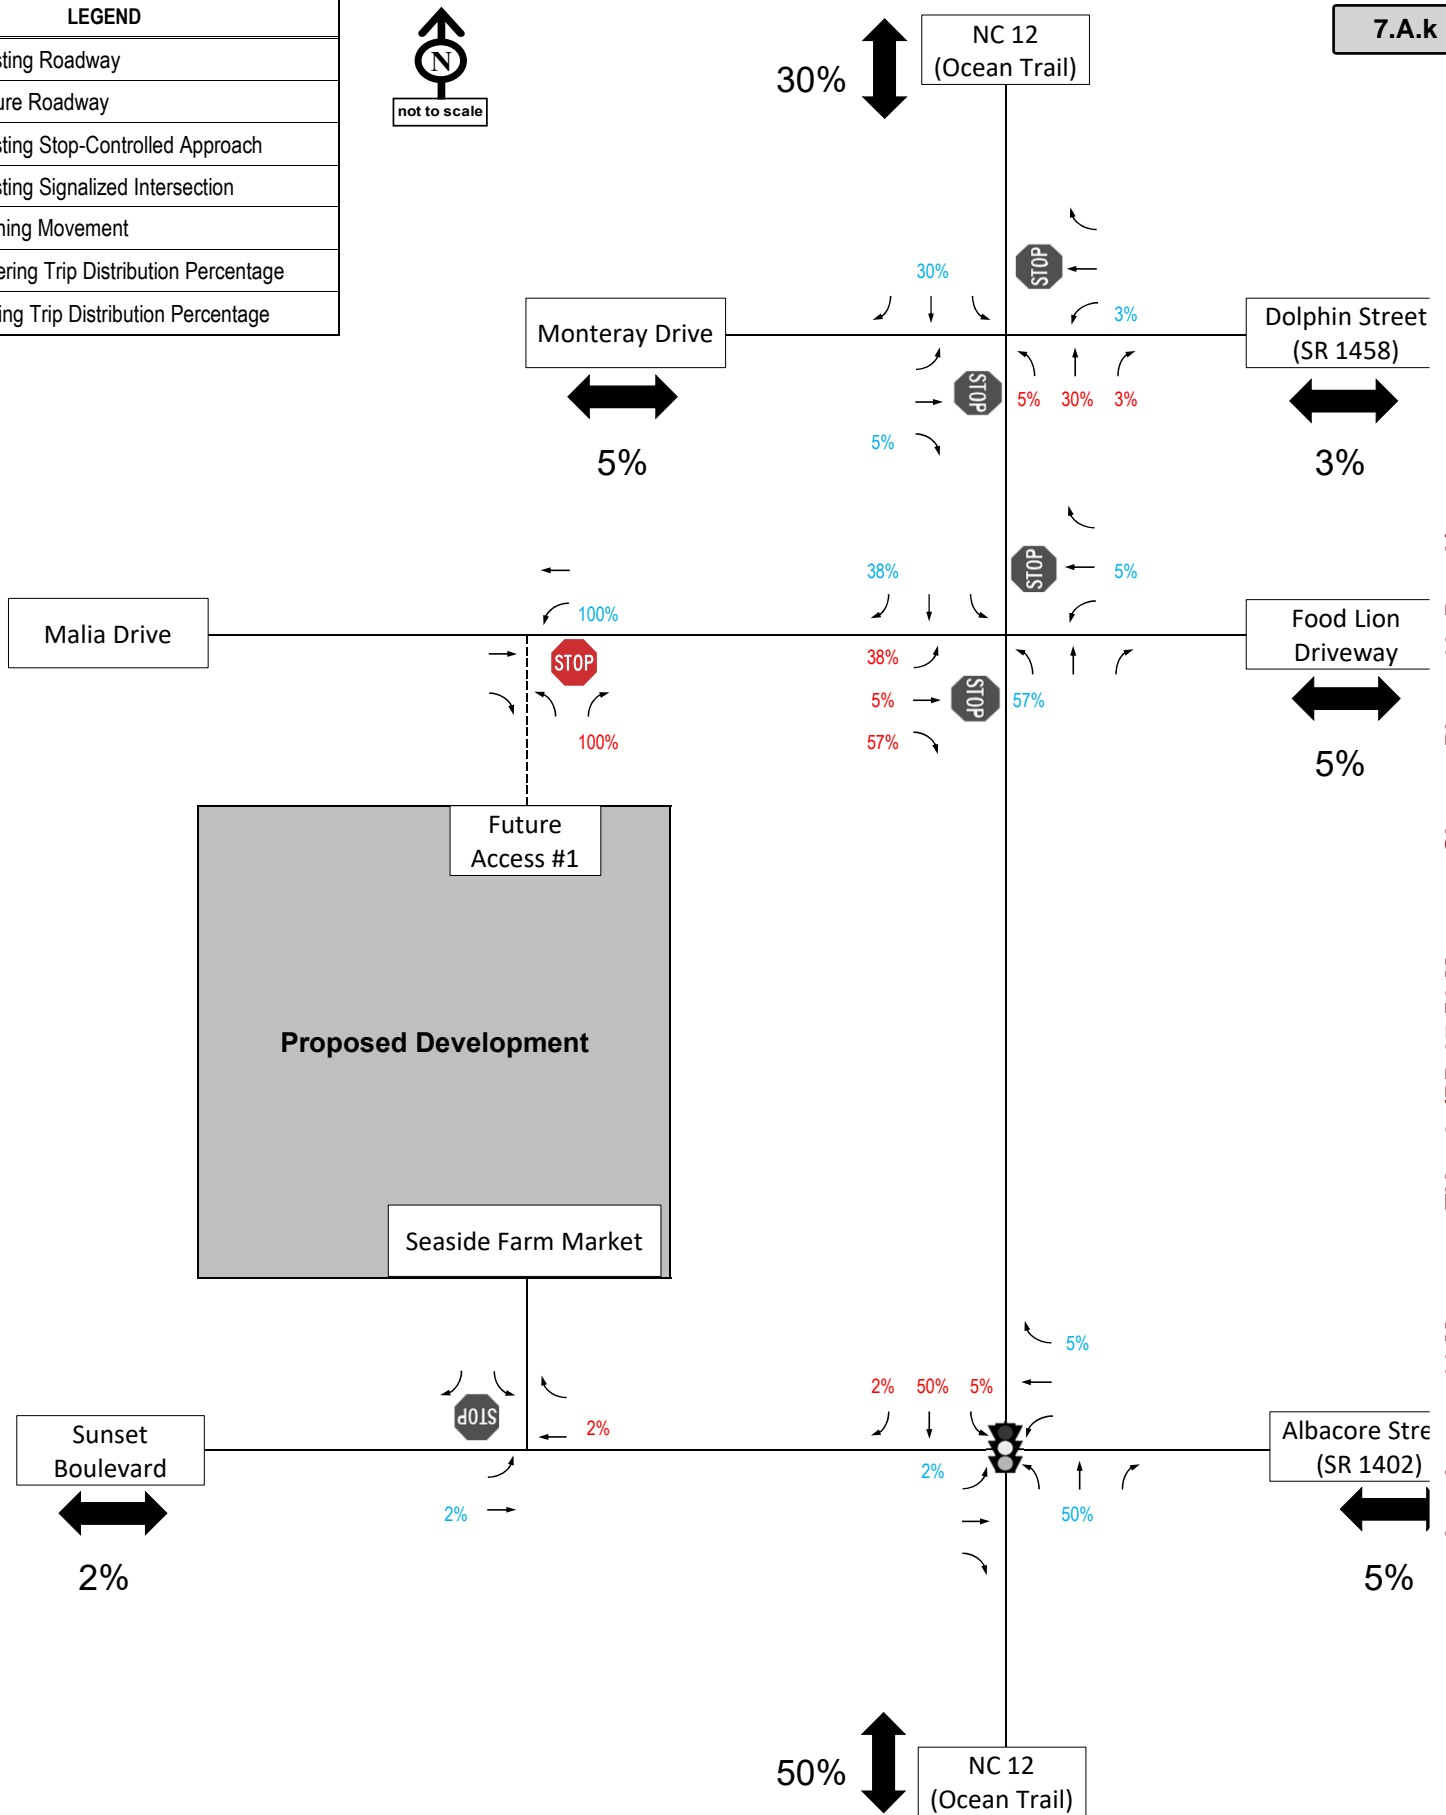 LEGEND
sting Roadway
ure Roadway
sting Stop-Controlled Approach
sting Signalized Intersection
ning Movement
ering Trip Distribution Percentage
ing Trip Distribution Percentage
N
not to scale
30%
NC 12
(Ocean Trail)
7.A.k
30%
STOP
3%
Monteray Drive
5%
Dolphin Street
(SR 1458)
3%
STOP
5% 30% 3%
5%
38%
STOP
5%
100%
Malia Drive
STOP
38%
5%
57%
STOP
57%
Food Lion
Driveway
5%
100%
Future
Access #1
Proposed Development
Seaside Farm Market
5%
2% 50% 5%
STOP
2%
Sunset
Boulevard
2%
2%
2%
50%
Albacore Stre
(SR 1402)
5%
50%
NC 12
(Ocean Trail)